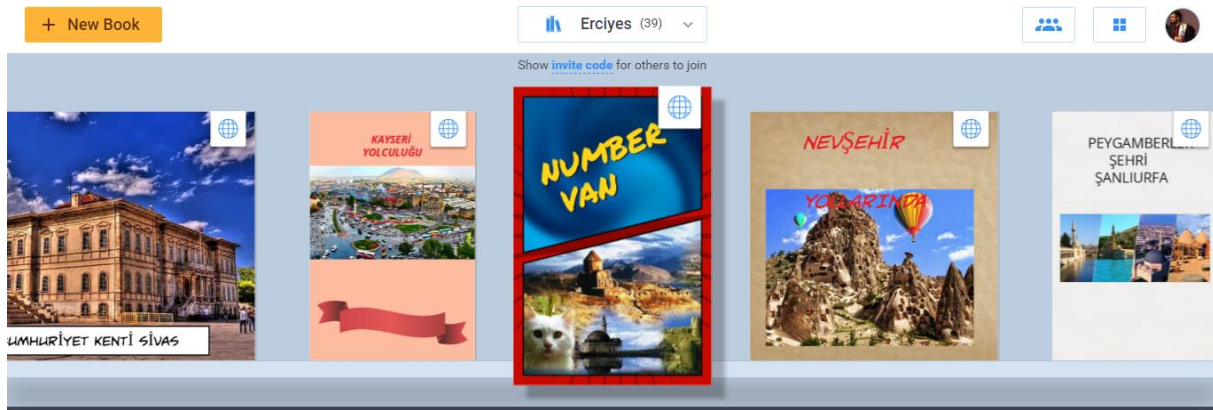 + New Book
Erciyes (39)
Show invite code for others to join
KAYSERİ
YOLCULUĞU
NUMBER
VAN
NEVŞEHİR
YOLLARINDA
PEYGAMBERLER
ŞEHRİ
ŞANLIURFA
UMHURİYET KENTİ SİVAS